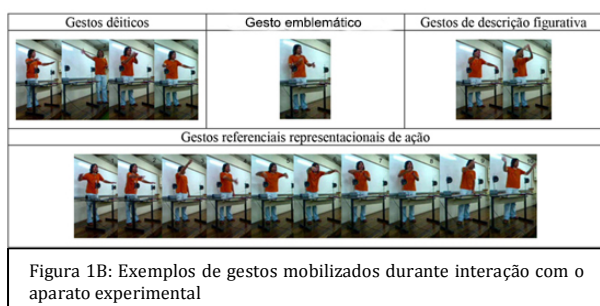 Gestos dêiticos
Gesto emblemático
Gestos de descrição figurativa
Gestos referenciais representacionais de ação
Figura 1B: Exemplos de gestos mobilizados durante interação com o
aparato experimental